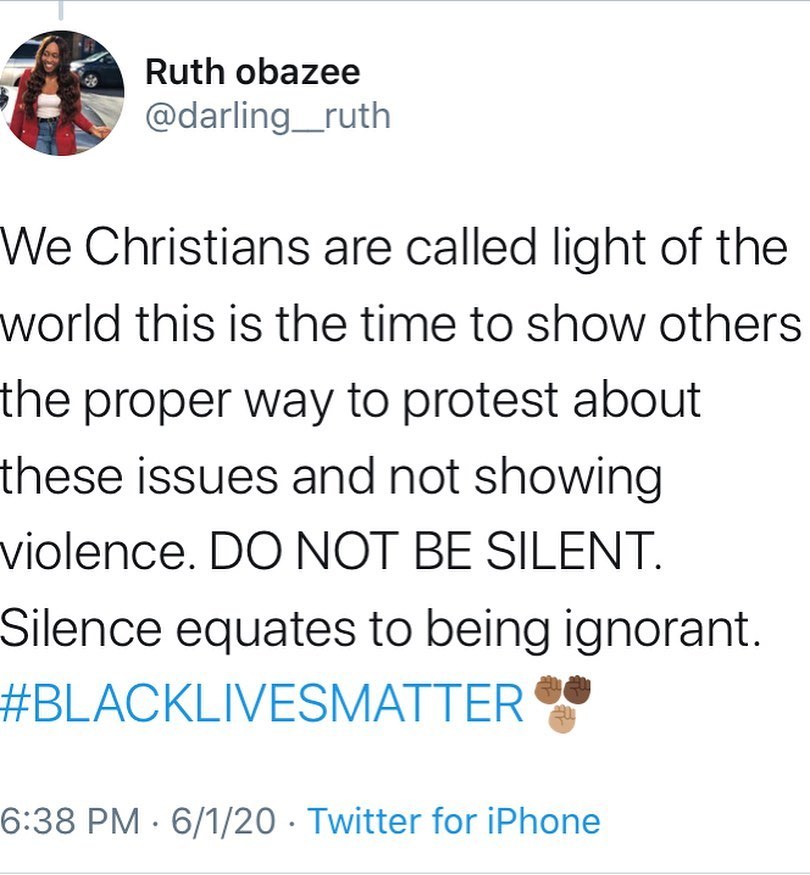 Ruth obazee
@darling__ruth
We Christians are called light of the
world this is the time to show others
the proper way to protest about
these issues and not showing
violence. DO NOT BE SILENT.
Silence equates to being ignorant.
#BLACKLIVESMATTER✊🏾✊🏿✊🏽
6:38 PM · 6/1/20 · Twitter for iPhone